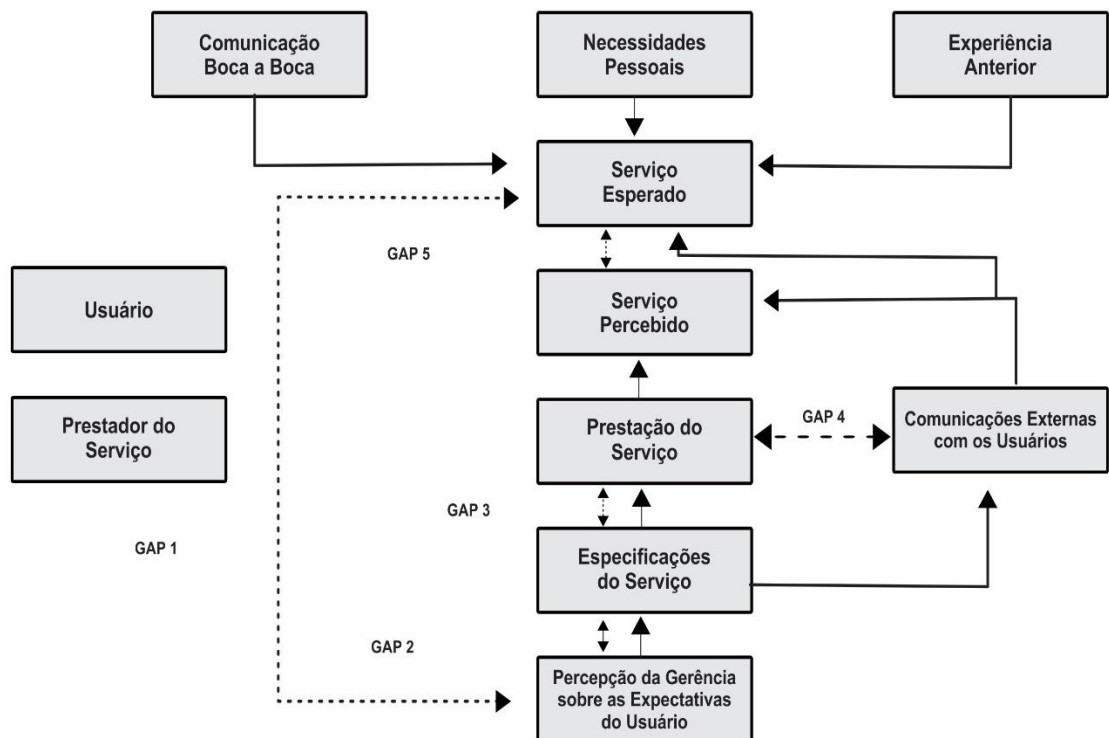 Comunicação
Boca a Boca
Necessidades
Pessoais
Experiência
Anterior
Serviço
Esperado
GAP 5
Usuário
Serviço
Percebido
Prestador do
Serviço
Prestação do
Serviço
GAP 4
Comunicações Externas
com os Usuários
GAP 3
GAP 1
Especificações
do Serviço
GAP 2
Percepção da Gerência
sobre as Expectativas
do Usuário